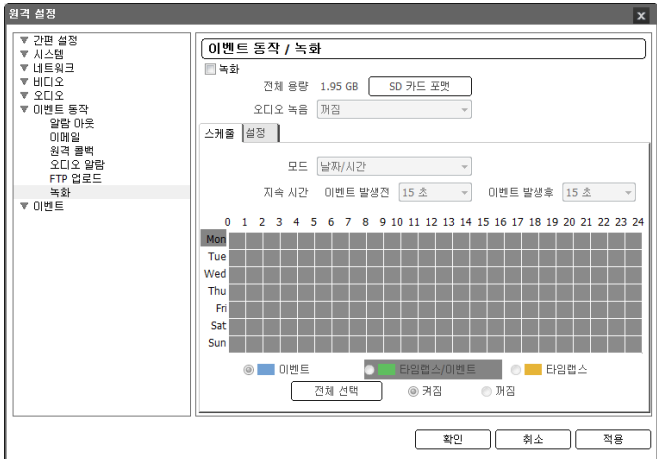 원격 설정
간편 설정
시스템
네트워크
비디오
오디오
이벤트 동작
알람 아웃
이메일
원격 콜백
오디오 알람
FTP 업로드
녹화
이벤트
이벤트 동작 / 녹화
녹화
전체 용량 1.95 GB SD 카드 포맷
오디오 녹음 꺼짐
스케줄 설정
모드 날짜/시간
지속 시간 이벤트 발생전 15 초 이벤트 발생후 15 초
0 1 2 3 4 5 6 7 8 9 10 11 12 13 14 15 16 17 18 19 20 21 22 23 24
Mon
Tue
Wed
Thu
Fri
Sat
Sun
이벤트 타임랩스/이벤트 타임랩스
전체 선택 켜짐 꺼짐
확인 취소 적용